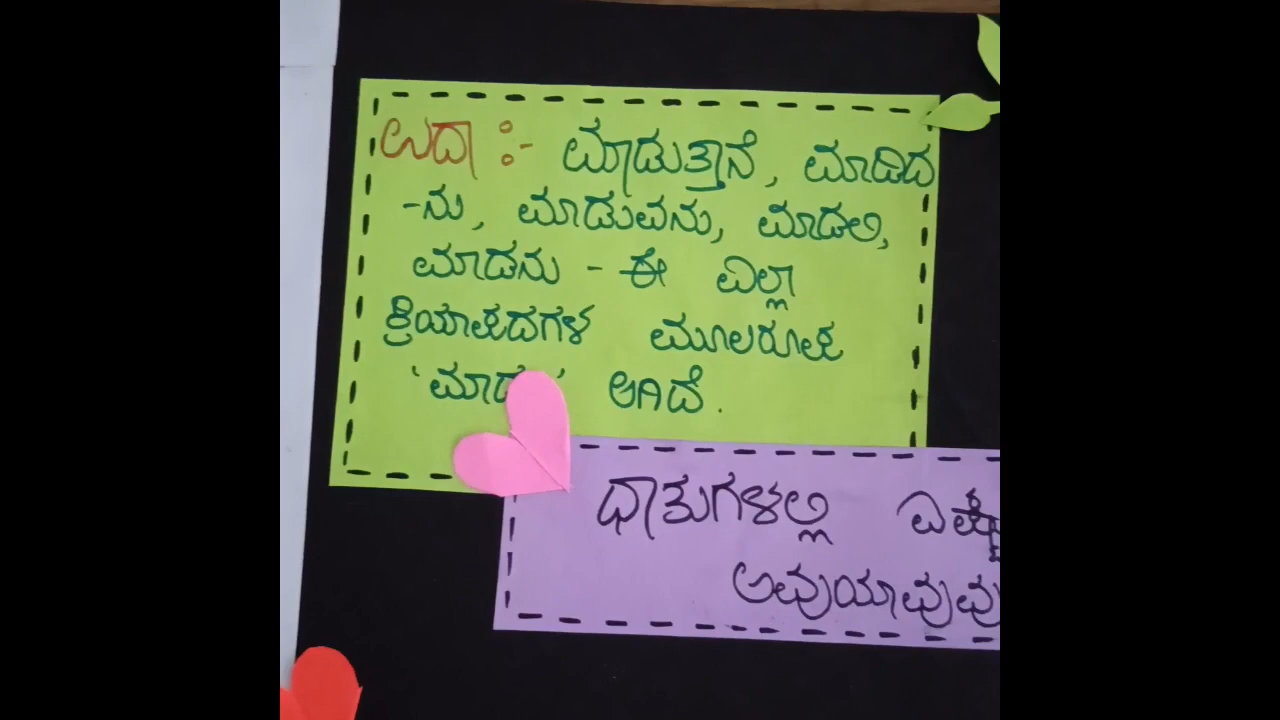 ಉದಾ :- ಮಾಡುತ್ತಾನೆ, ಮಾಡಿದ
-ನು, ಮಾಡುವನು, ಮಾಡಲಿ,
ಮಾಡನು - ಈ ಎಲ್ಲಾ
ಕ್ರಿಯಾಪದಗಳ ಮೂಲರೂಪ
' ' ಆಗಿದೆ.
ಧಾತುಗಳಲ್ಲಿ